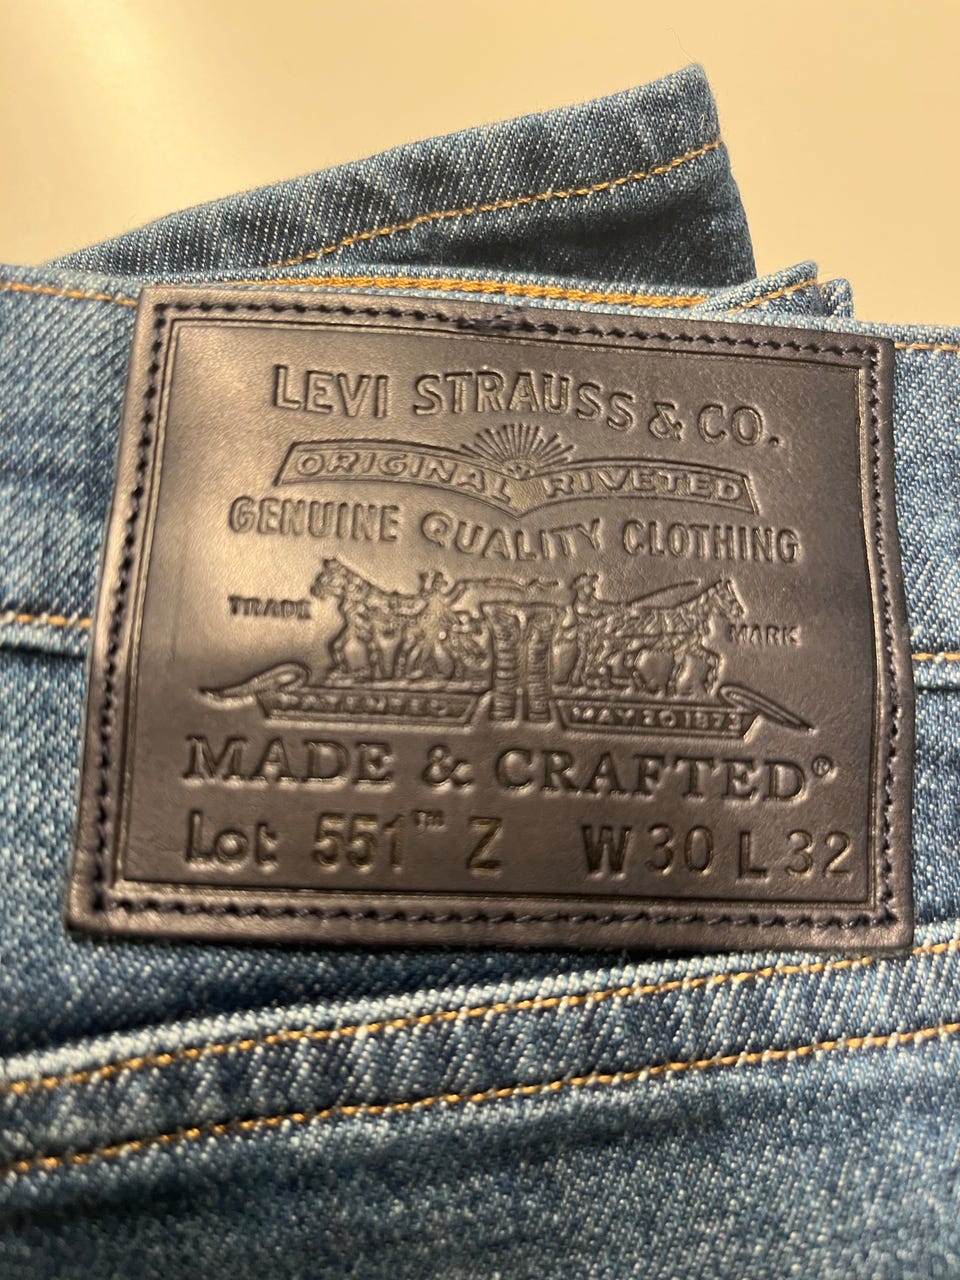 LEVI STRAUSS & CO.
ORIGINAL RIVETED
GENUINE QUALITY CLOTHING
TRADE MARK
PATENTED MAY 20 1873
MADE & CRAFTED®
Lot 551™ Z W 30 L 32